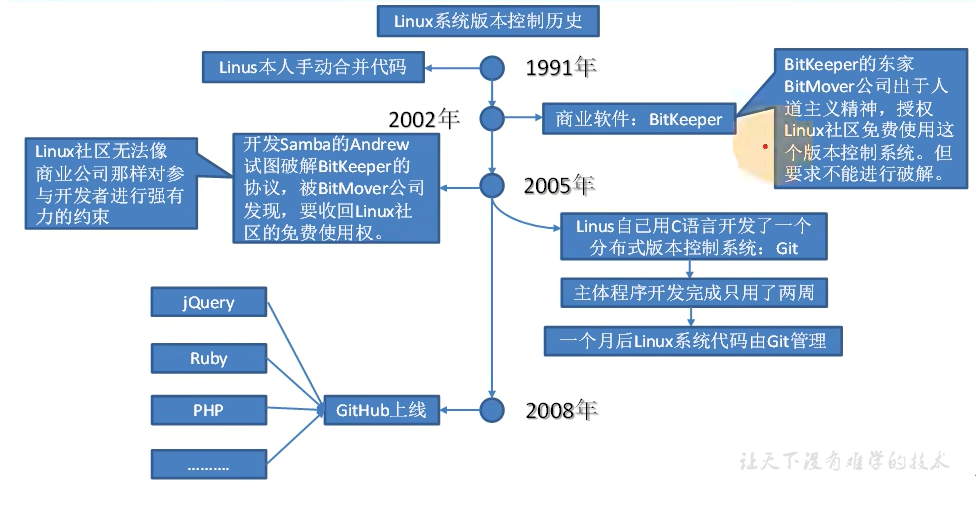 Linux系统版本控制历史
Linus本人手动合并代码
1991年
2002年
商业软件：BitKeeper
BitKeeper的东家
BitMover公司出于人
道主义精神，授权
Linux社区免费使用这
个版本控制系统。但
要求不能进行破解。
Linux社区无法像
商业公司那样对参
与开发者进行强有
力的约束
开发Samba的Andrew
试图破解BitKeeper的
协议，被BitMover公司
发现，要收回Linux社
区的免费使用权。
2005年
Linus自己用C语言开发了一个
分布式版本控制系统：Git
主体程序开发完成只用了两周
一个月后Linux系统代码由Git管理
jQuery
Ruby
PHP
..........
GitHub上线
2008年
让天下没有难学的技术